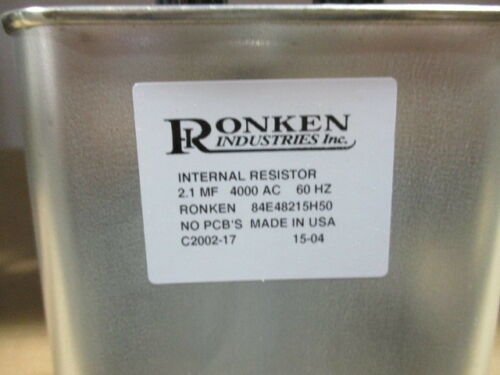 RONKEN
INDUSTRIES Inc.
INTERNAL RESISTOR
2.1 MF 4000 AC 60 HZ
RONKEN 84E48215H50
NO PCB'S MADE IN USA
C2002-17 15-04